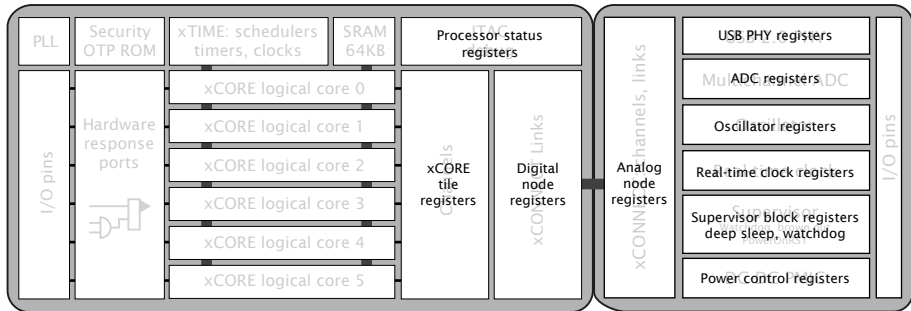 PLL
Security
OTP ROM
xTIME: schedulers
timers, clocks
SRAM
64KB
Processor status
registers
I/O pins
Hardware
response
ports
xCORE logical core 0
xCORE logical core 1
xCORE logical core 2
xCORE logical core 3
xCORE logical core 4
xCORE logical core 5
xCORE
tile
registers
Digital
node
registers
Analog
node
registers
USB PHY registers
ADC registers
Oscillator registers
Real-time clock registers
Supervisor block registers
deep sleep, watchdog
Power control registers
I/O pins